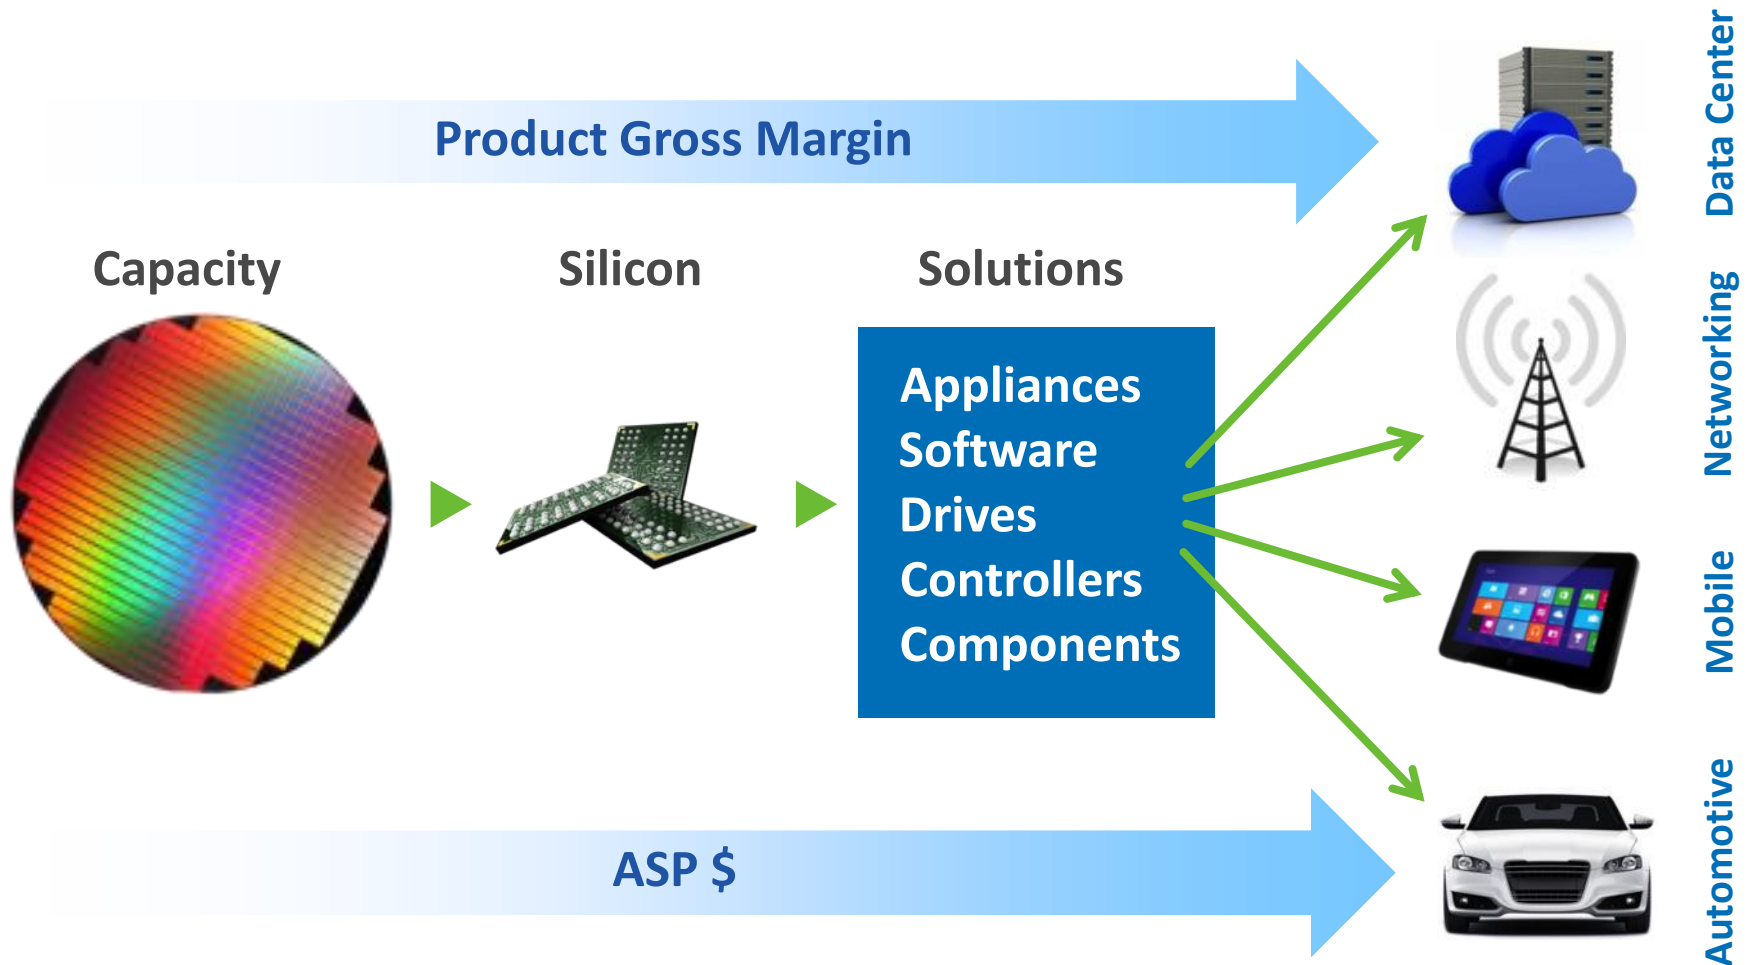 Product Gross Margin
Capacity
Silicon
Solutions
Appliances
Software
Drives
Controllers
Components
ASP $
Data Center
Networking
Mobile
Automotive